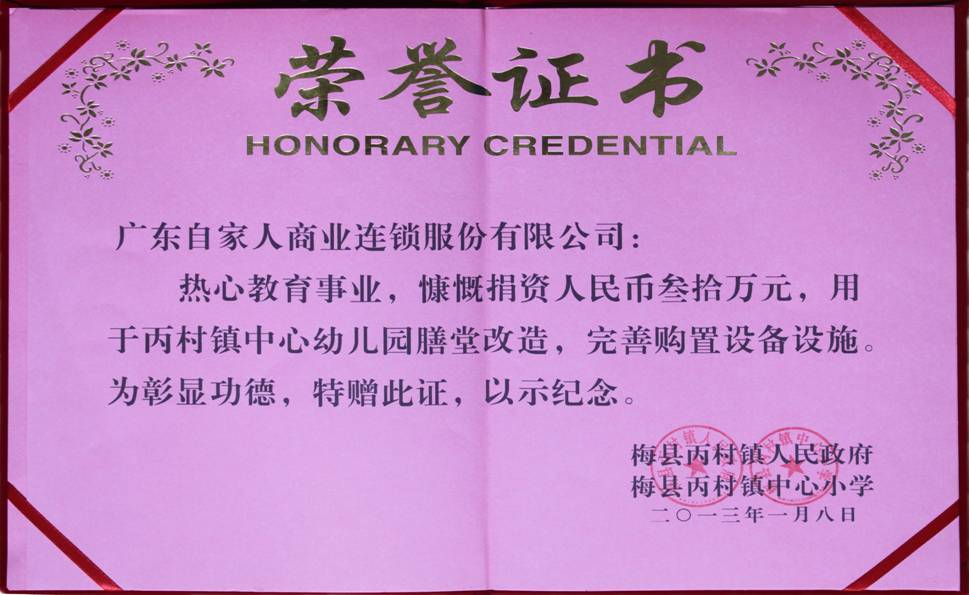 荣誉证书
HONORARY CREDENTIAL
广东自家人商业连锁服份有限公司：
热心教育事业，慷慨捐资人民币叁拾万元，用
于丙村镇中心幼儿园膳堂改造，完善购置设备设施。
为彰显功德，特赠此证，以示纪念。
梅县丙村镇人民政府
梅县丙村镇中心小学
二〇一三年一月八日